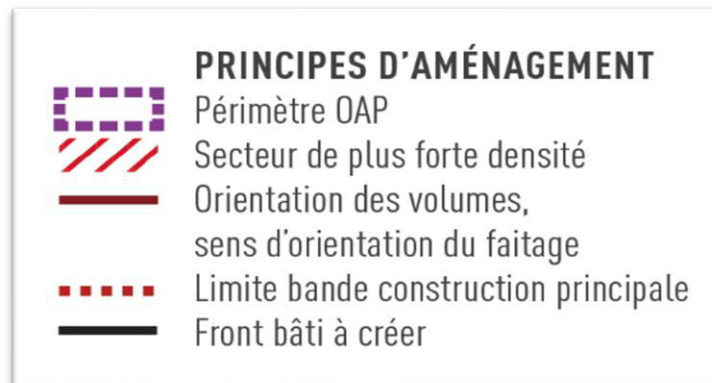 PRINCIPES D'AMÉNAGEMENT
Périmètre OAP
Secteur de plus forte densité
Orientation des volumes,
sens d'orientation du faitage
Limite bande construction principale
Front bâti à créer